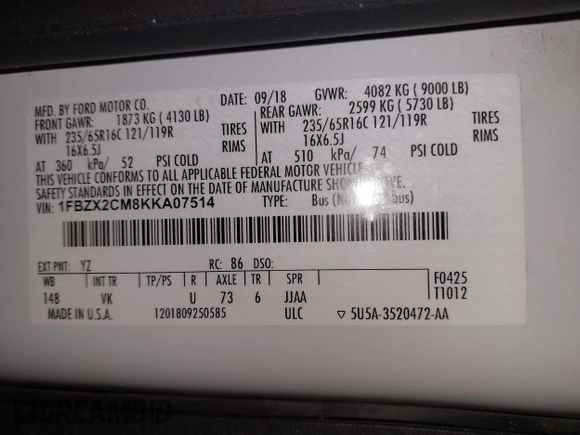 MFD. BY FORD MOTOR CO.
DATE: 09/18
GVWR: 4082 KG ( 9000 LB)
FRONT GAWR: 1873 KG ( 4130 LB)
REAR GAWR: 2599 KG ( 5730 LB)
WITH 235/65R16C 121/119R TIRES
WITH 235/65R16C 121/119R TIRES
16X6.5J RIMS
16X6.5J RIMS
AT 360 kPa/ 52 PSI COLD
AT 510 kPa/ 74 PSI COLD
THIS VEHICLE CONFORMS TO ALL APPLICABLE FEDERAL MOTOR VEHICLE
SAFETY STANDARDS IN EFFECT ON THE DATE OF MANUFACTURE SHOWN ABOVE.
VIN: 1FBZX2CM8KKA07514
TYPE: Bus bus)
EXT PNT: YZ RC: 86 DSO:
WB INT TR TP/PS R AXLE TR SPR
148 VK U 73 6 JJAA
F0425
T1012
MADE IN U.S.A. 12018092505B5 ULC ▽ 5U5A-3520472-AA
DREAMBID